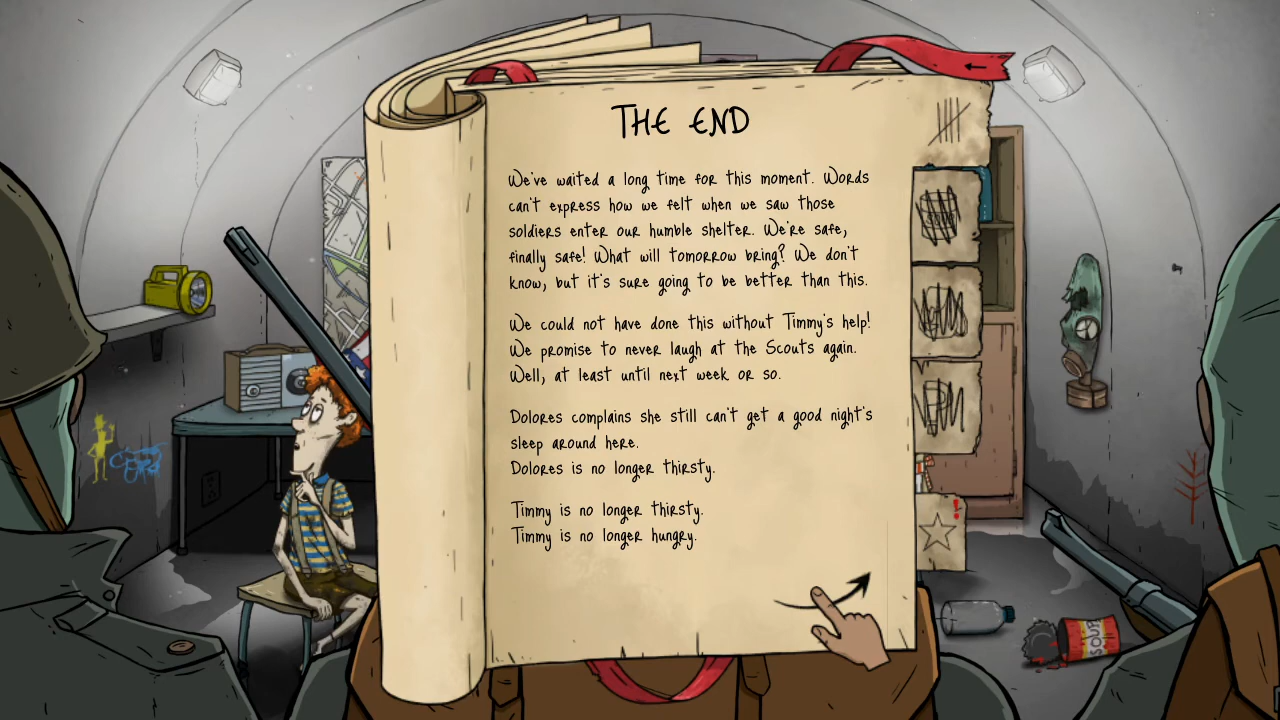 THE END
We've waited a long time for this moment. Words
can't express how we felt when we saw those
soldiers enter our humble shelter. We're safe,
finally safe! What will tomorrow bring? We don't
know, but it's sure going to be better than this.
We could not have done this without Timmy's help!
We promise to never laugh at the Scouts again.
Well, at least until next week or so.
Dolores complains she still can't get a good night's
sleep around here.
Dolores is no longer thirsty.
Timmy is no longer thirsty.
Timmy is no longer hungry.
!
SOUP